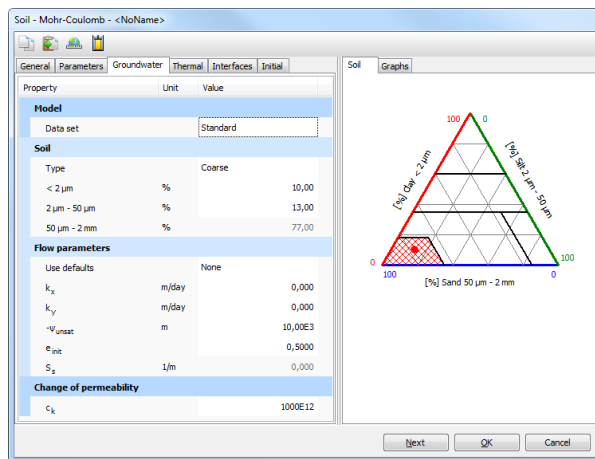 Soil - Mohr-Coulomb - <NoName>
General Parameters Groundwater Thermal Interfaces Initial
Property Unit Value
Model
Data set Standard
Soil
Type Coarse
< 2 µm % 10,00
2 µm - 50 µm % 13,00
50 µm - 2 mm % 77,00
Flow parameters
Use defaults None
kx m/day 0,000
ky m/day 0,000
-Ψunsat m 10,00E3
einit 0,5000
Ss 1/m 0,000
Change of permeability
ck 1000E12
Soil Graphs
100 0
[%] Clay < 2 µm
[%] Silt 2 µm - 50 µm
0 100
100 0
[%] Sand 50 µm - 2 mm
Next OK Cancel